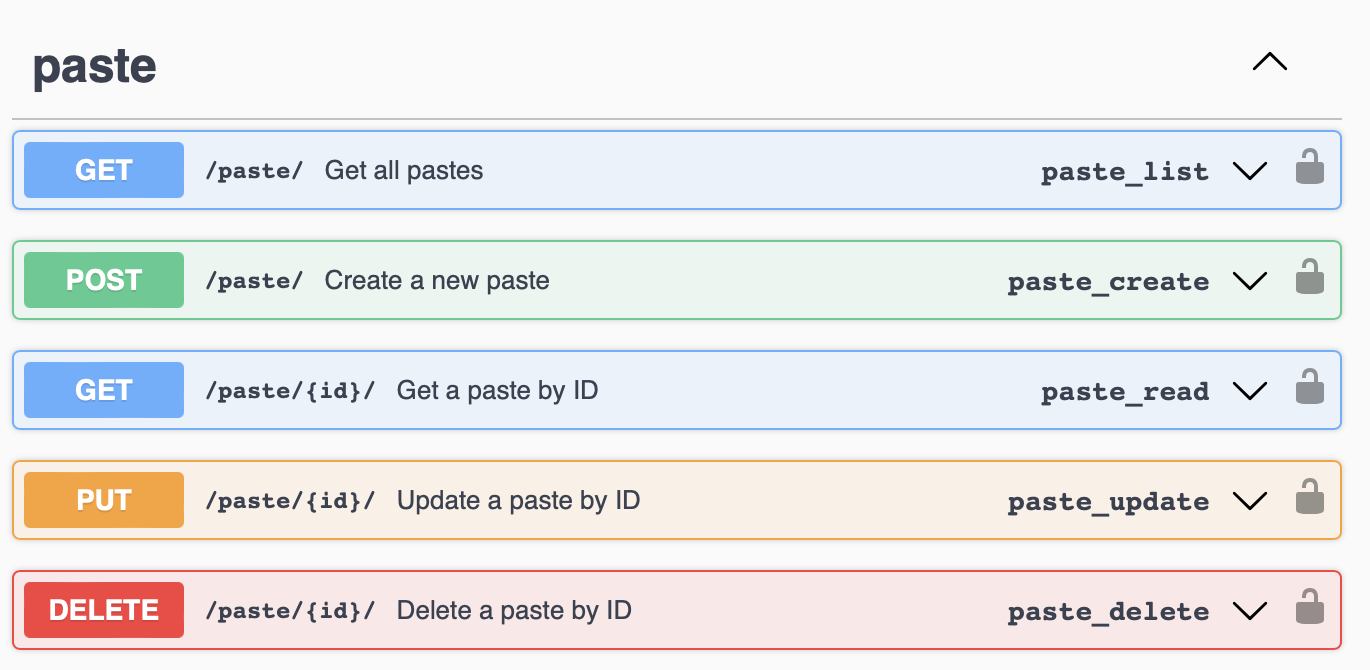 paste
GET /paste/ Get all pastes paste_list
POST /paste/ Create a new paste paste_create
GET /paste/{id}/ Get a paste by ID paste_read
PUT /paste/{id}/ Update a paste by ID paste_update
DELETE /paste/{id}/ Delete a paste by ID paste_delete